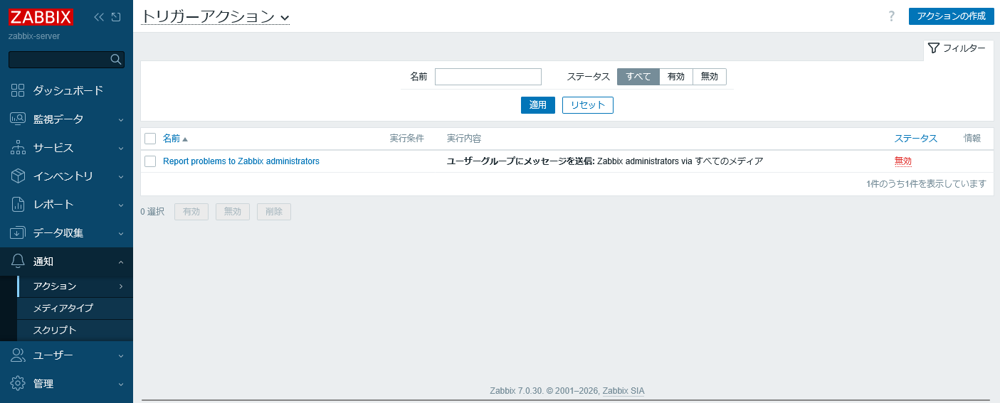 ZABBIX
zabbix-server
ダッシュボード
監視データ
サービス
インベントリ
レポート
データ収集
通知
アクション
メディアタイプ
スクリプト
ユーザー
管理
トリガーアクション
?
アクションの作成
フィルター
名前 ステータス すべて 有効 無効
適用 リセット
名前 実行条件 実行内容 ステータス 情報
Report problems to Zabbix administrators ユーザーグループにメッセージを送信: Zabbix administrators via すべてのメディア 無効
1件のうち1件を表示しています
0 選択 有効 無効 削除
Zabbix 7.0.30. © 2001–2026, Zabbix SIA